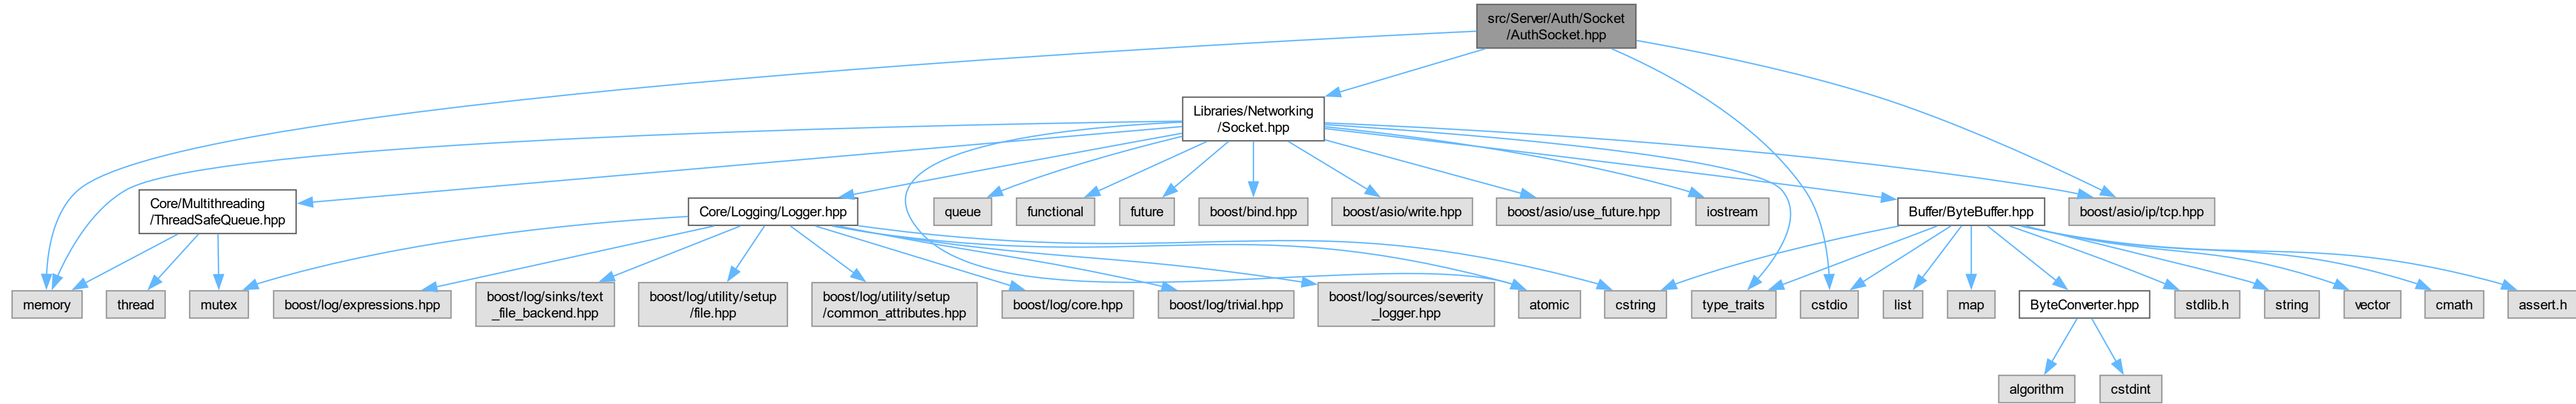 src/Server/Auth/Socket
/AuthSocket.hpp
Libraries/Networking
/Socket.hpp
Core/Multithreading
/ThreadSafeQueue.hpp
Core/Logging/Logger.hpp
queue
functional
future
boost/bind.hpp
boost/asio/write.hpp
boost/asio/use_future.hpp
iostream
Buffer/ByteBuffer.hpp
boost/asio/ip/tcp.hpp
memory
thread
mutex
boost/log/expressions.hpp
boost/log/sinks/text
_file_backend.hpp
boost/log/utility/setup
/file.hpp
boost/log/utility/setup
/common_attributes.hpp
boost/log/core.hpp
boost/log/trivial.hpp
boost/log/sources/severity
_logger.hpp
atomic
cstring
type_traits
cstdio
list
map
ByteConverter.hpp
stdlib.h
string
vector
cmath
assert.h
algorithm
cstdint